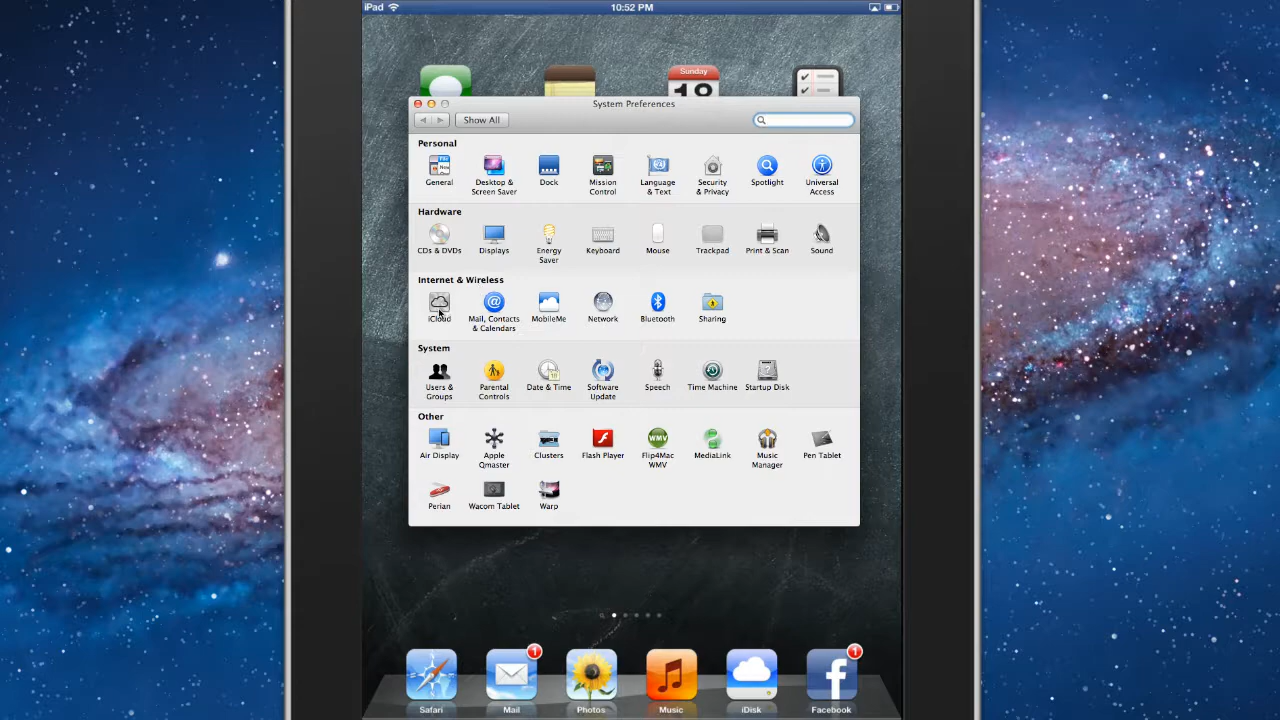 iPad
10:52 PM
Sunday
18
System Preferences
Show All
Personal
General
Desktop &
Screen Saver
Dock
Mission
Control
Language
& Text
Security
& Privacy
Spotlight
Universal
Access
Hardware
CDs & DVDs
Displays
Energy
Saver
Keyboard
Mouse
Trackpad
Print & Scan
Sound
Internet & Wireless
iCloud
Mail, Contacts
& Calendars
MobileMe
Network
Bluetooth
Sharing
System
Users &
Groups
Parental
Controls
Date & Time
Software
Update
Speech
Time Machine
Startup Disk
Other
Air Display
Apple
Qmaster
Clusters
Flash Player
WMV
Flip4Mac
WMV
MediaLink
Music
Manager
Pen Tablet
Perian
Wacom Tablet
Warp
1
1
Safari
Mail
Photos
Music
iDisk
Facebook